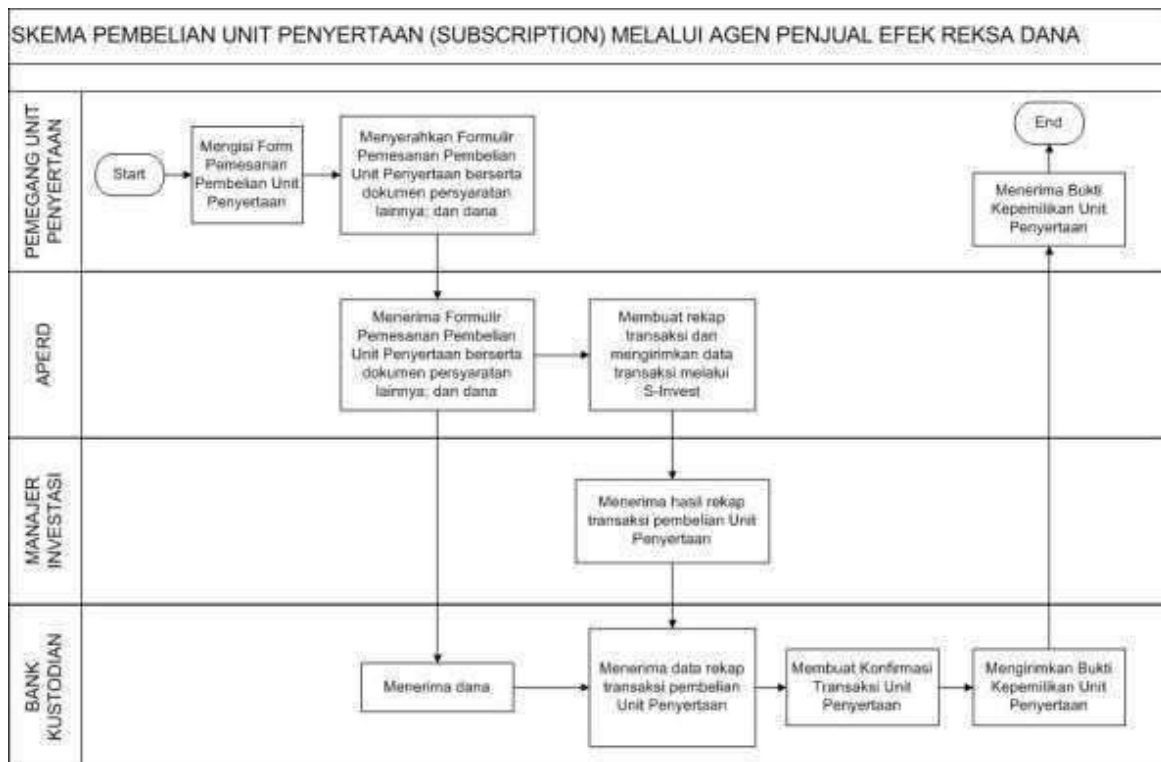 SKEMA PEMBELIAN UNIT PENYERTAAN (SUBSCRIPTION) MELALUI AGEN PENJUAL EFEK REKSA DANA
PEMEGANG UNIT
PENYERTAAN
Start
Mengisi Form
Pemesanan
Pembelian Unit
Penyertaan
Menyerahkan Formulir
Pemesanan Pembelian
Unit Penyertaan berserta
dokumen persyaratan
lainnya; dan dana
End
Menerima Bukti
Kepemilikan Unit
Penyertaan
APERD
Menerima Formulir
Pemesanan Pembelian
Unit Penyertaan berserta
dokumen persyaratan
lainnya; dan dana
Membuat rekap
transaksi dan
mengirimkan data
transaksi melalui
S-Invest
MANAJER
INVESTASI
Menerima hasil rekap
transaksi pembelian Unit
Penyertaan
BANK
KUSTODIAN
Menerima dana
Menerima data rekap
transaksi pembelian
Unit Penyertaan
Membuat Konfirmasi
Transaksi Unit
Penyertaan
Mengirimkan Bukti
Kepemilikan Unit
Penyertaan